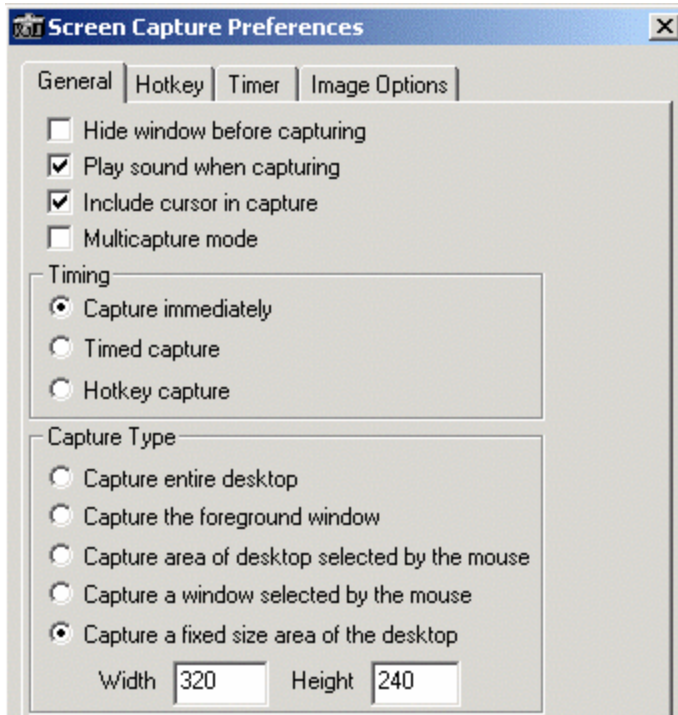 Screen Capture Preferences
General Hotkey Timer Image Options
Hide window before capturing
Play sound when capturing
Include cursor in capture
Multicapture mode
Timing
Capture immediately
Timed capture
Hotkey capture
Capture Type
Capture entire desktop
Capture the foreground window
Capture area of desktop selected by the mouse
Capture a window selected by the mouse
Capture a fixed size area of the desktop
Width 320 Height 240